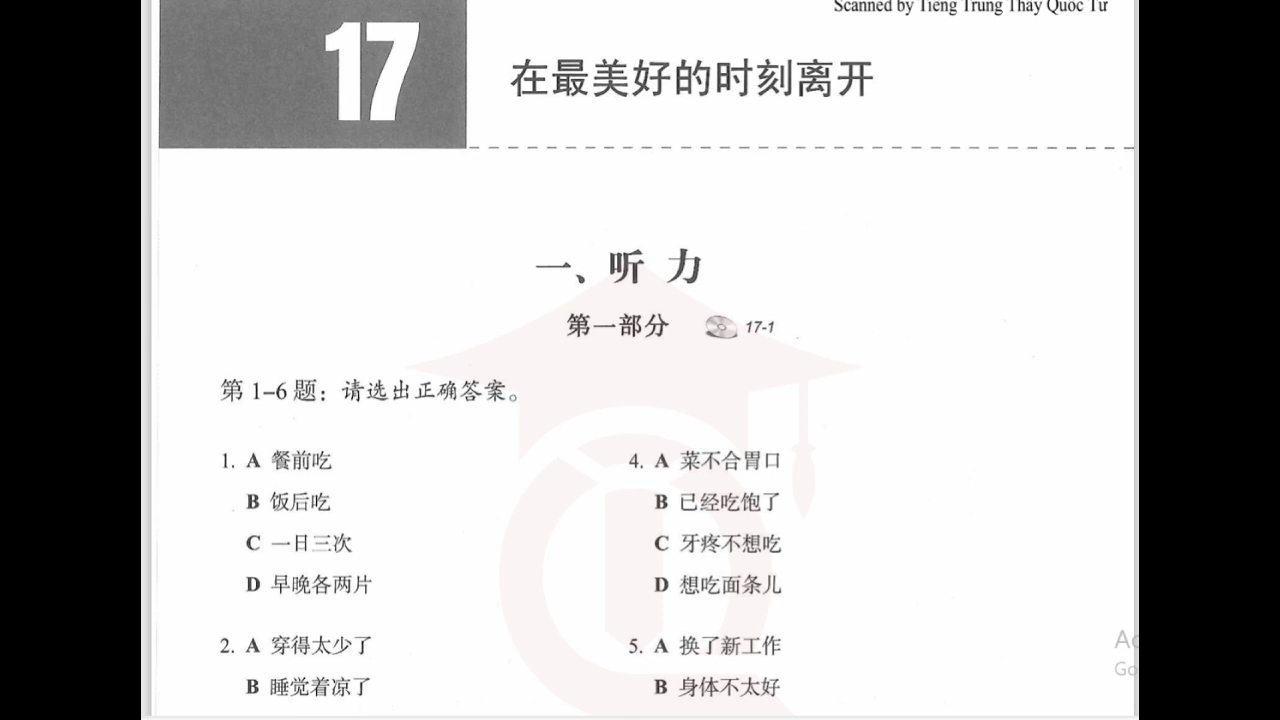 Scanned by Tieng Trung Thay Quoc Tu
17
在最美好的时刻离开
一、听 力
第一部分 17-1
第 1–6 题：请选出正确答案。
1. A 餐前吃
B 饭后吃
C 一日三次
D 早晚各两片
2. A 穿得太少了
B 睡觉着凉了
4. A 菜不合胃口
B 已经吃饱了
C 牙疼不想吃
D 想吃面条儿
5. A 换了新工作
B 身体不太好